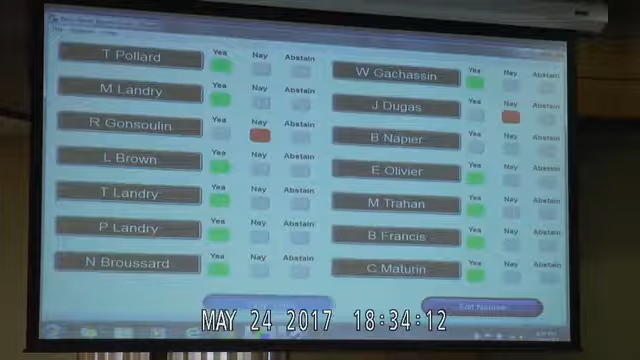 T Pollard Yea Nay Abstain
M Landry Yea Nay Abstain
R Gonsoulin Yea Nay Abstain
L Brown Yea Nay Abstain
T Landry Yea Nay Abstain
P Landry Yea Nay Abstain
N Broussard Yea Nay Abstain
W Gachassin Yea Nay Abstain
J Dugas Yea Nay Abstain
B Napier Yea Nay Abstain
E Olivier Yea Nay Abstain
M Trahan Yea Nay Abstain
B Francis Yea Nay Abstain
C Maturin Yea Nay Abstain
Edit Names
MAY 24 2017 18:34:12